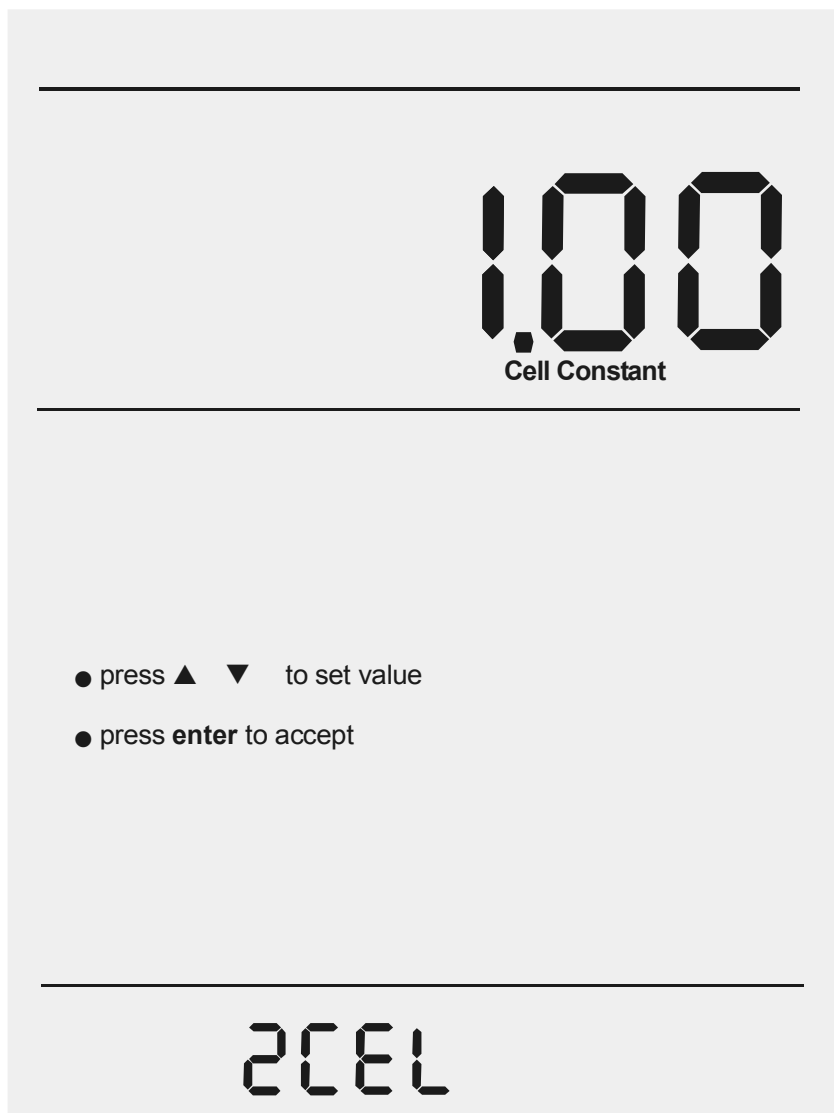 1.00
Cell Constant
● press ▲ ▼ to set value
● press enter to accept
2CEL